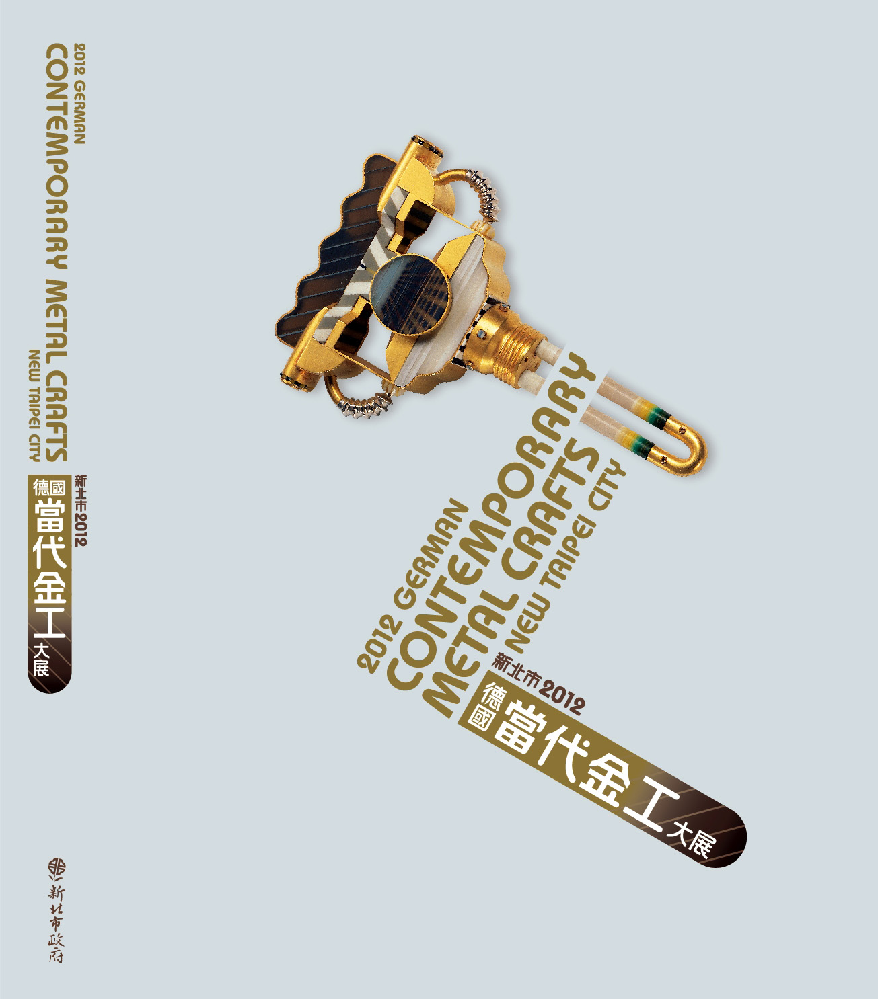 2012 GERMAN
CONTEMPORARY METAL CRAFTS
NEW TAIPEI CITY
新北市2012
德國
當代金工
大展
新北市政府
2012 GERMAN
CONTEMPORARY
METAL CRAFTS
NEW TAIPEI CITY
新北市2012
德國
當代金工
大展